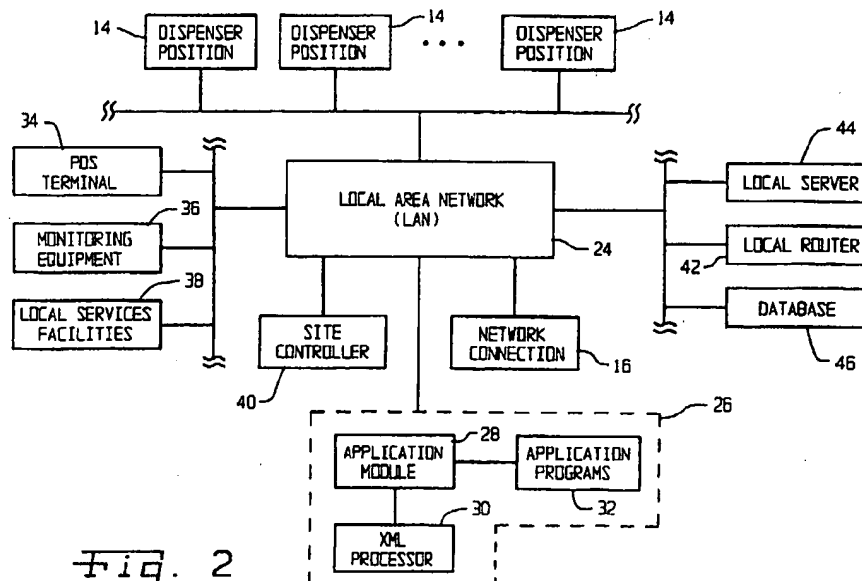 14
DISPENSER
POSITION
14
DISPENSER
POSITION
• • •
DISPENSER
POSITION
14
34
POS
TERMINAL
36
MONITORING
EQUIPMENT
38
LOCAL SERVICES
FACILITIES
LOCAL AREA NETWORK
(LAN)
24
44
LOCAL SERVER
LOCAL ROUTER
42
DATABASE
46
SITE
CONTROLLER
40
NETWORK
CONNECTION
16
26
28
APPLICATION
MODULE
APPLICATION
PROGRAMS
32
30
XML
PROCESSOR
Fig. 2